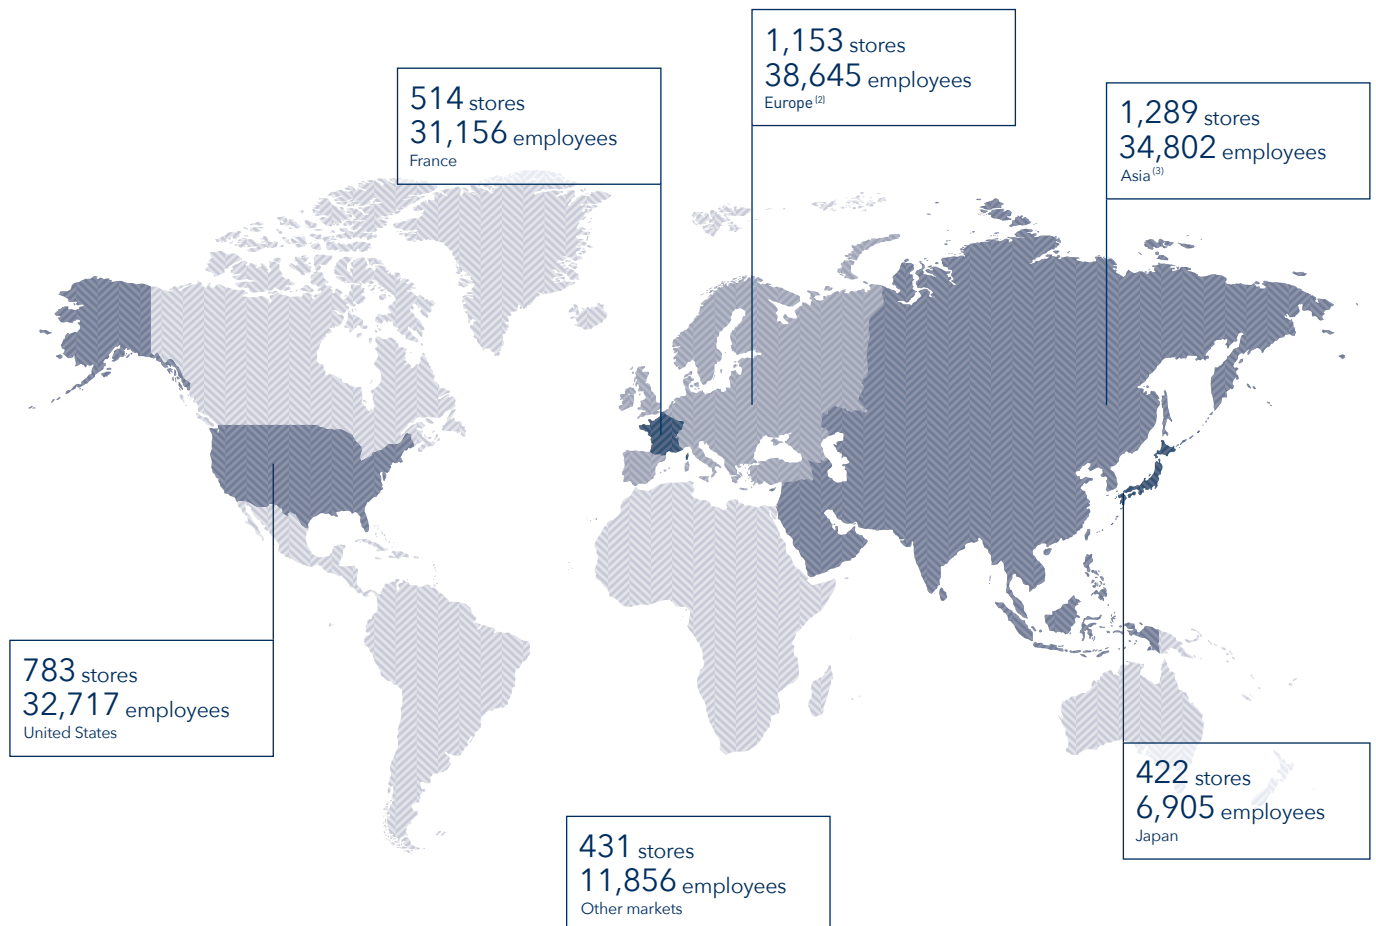 1,153 stores
38,645 employees
Europe (2)
514 stores
31,156 employees
France
1,289 stores
34,802 employees
Asia (3)
783 stores
32,717 employees
United States
422 stores
6,905 employees
Japan
431 stores
11,856 employees
Other markets